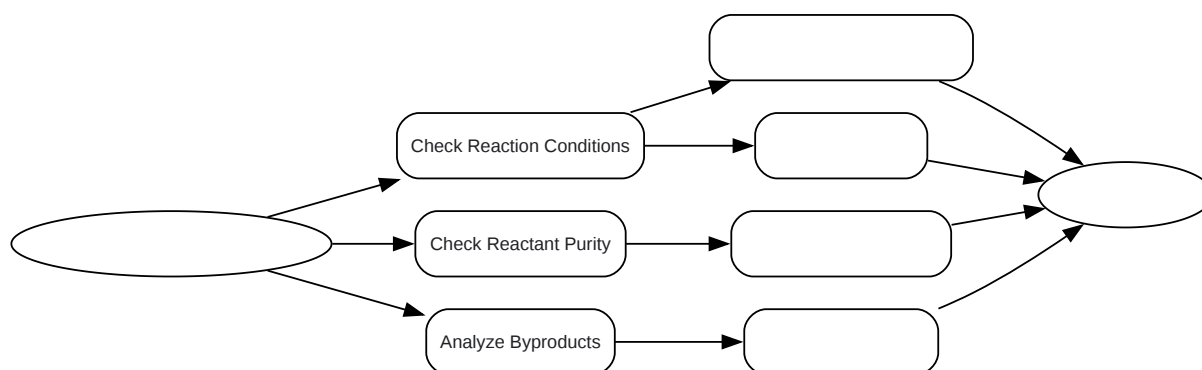 Check Reaction Conditions
Check Reactant Purity
Analyze Byproducts